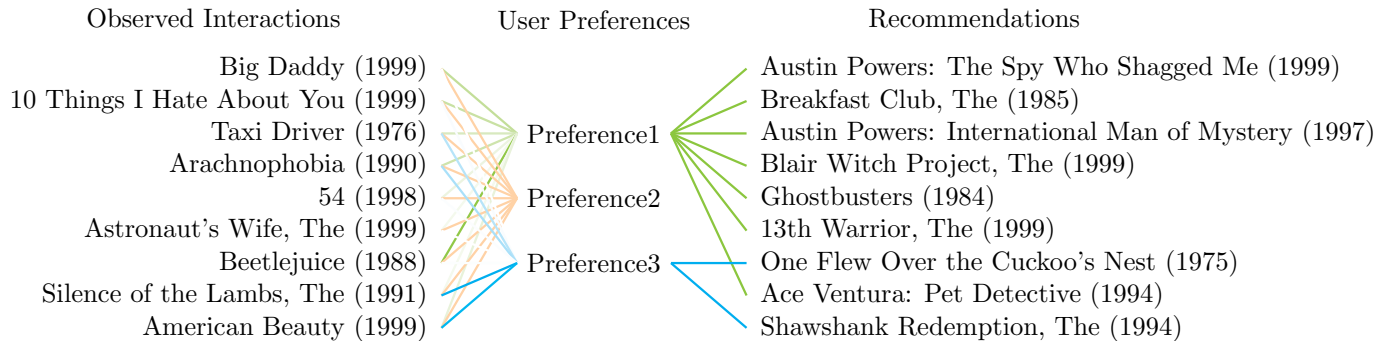 Observed Interactions
User Preferences
Recommendations
Big Daddy (1999)
10 Things I Hate About You (1999)
Taxi Driver (1976)
Arachnophobia (1990)
54 (1998)
Astronaut's Wife, The (1999)
Beetlejuice (1988)
Silence of the Lambs, The (1991)
American Beauty (1999)
Preference1
Preference2
Preference3
Austin Powers: The Spy Who Shagged Me (1999)
Breakfast Club, The (1985)
Austin Powers: International Man of Mystery (1997)
Blair Witch Project, The (1999)
Ghostbusters (1984)
13th Warrior, The (1999)
One Flew Over the Cuckoo's Nest (1975)
Ace Ventura: Pet Detective (1994)
Shawshank Redemption, The (1994)